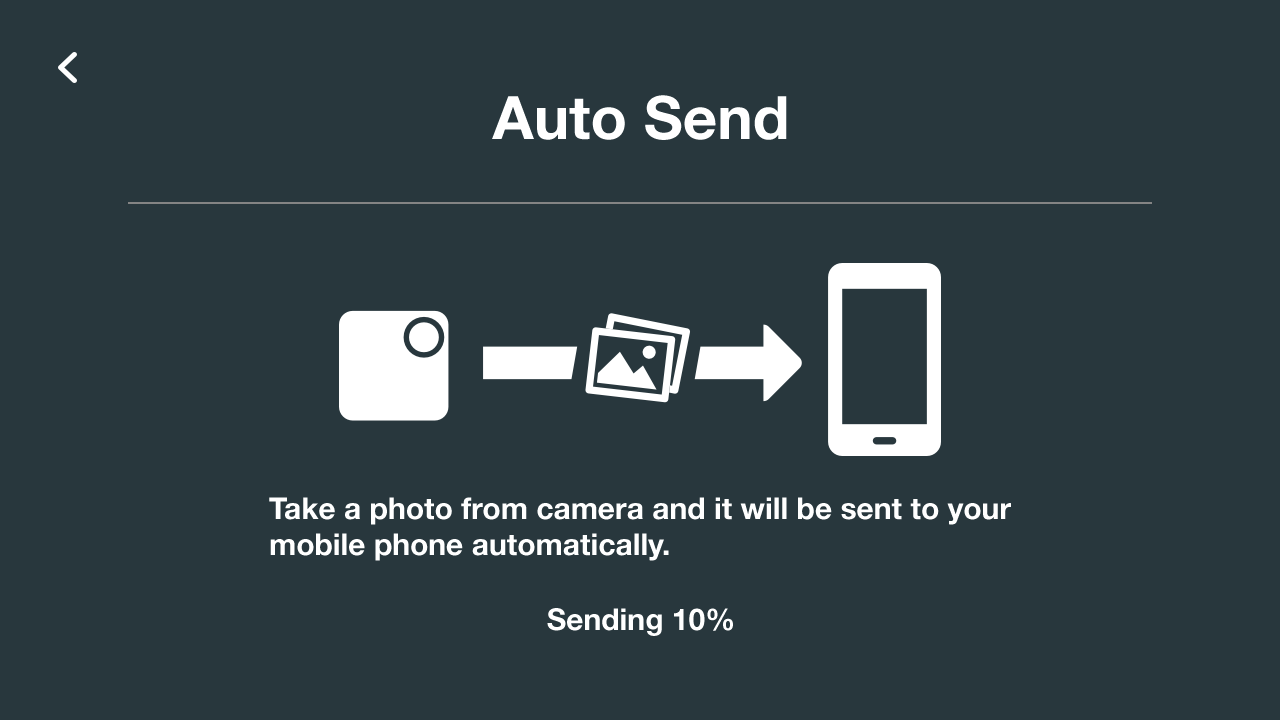 Auto Send
Take a photo from camera and it will be sent to your
mobile phone automatically.
Sending 10%